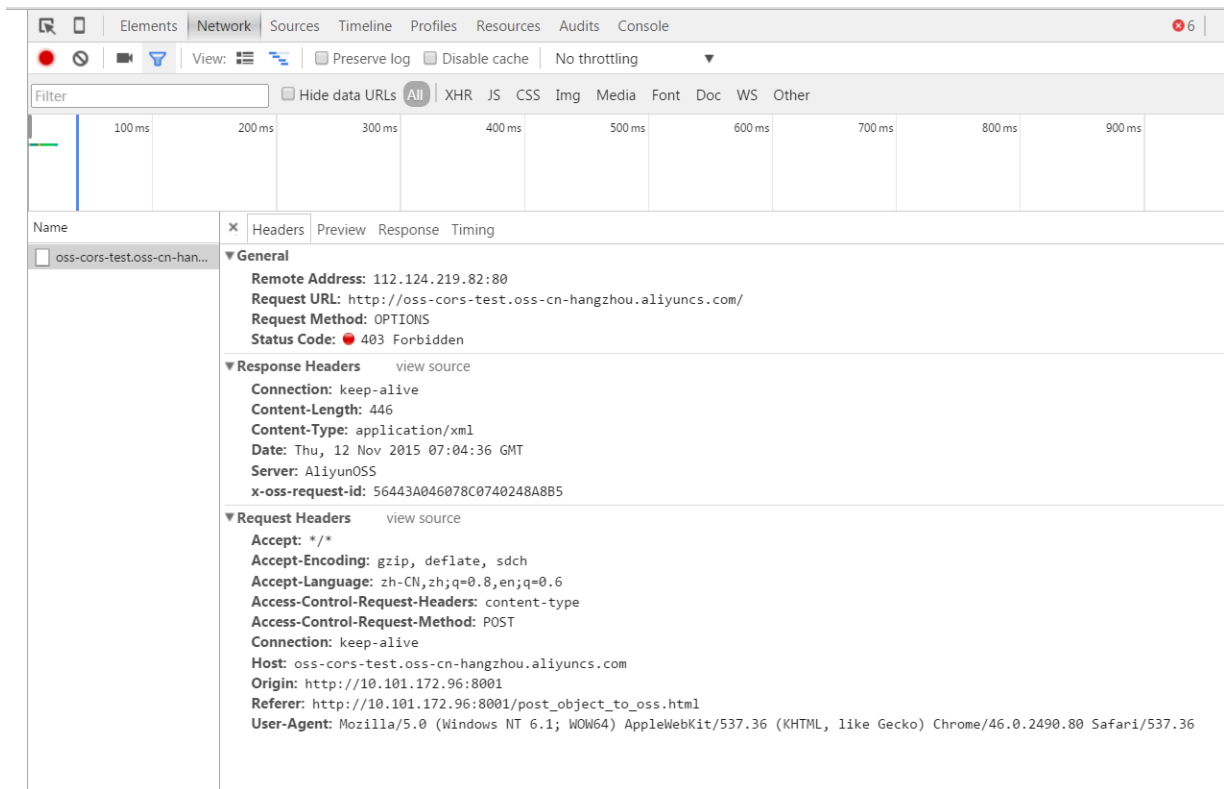 Elements Network Sources Timeline Profiles Resources Audits Console 6
View: Preserve log Disable cache No throttling
Filter Hide data URLs All XHR JS CSS Img Media Font Doc WS Other
100 ms 200 ms 300 ms 400 ms 500 ms 600 ms 700 ms 800 ms 900 ms
Name × Headers Preview Response Timing
oss-cors-test.oss-cn-han...
General
Remote Address: 112.124.219.82:80
Request URL: http://oss-cors-test.oss-cn-hangzhou.aliyuncs.com/
Request Method: OPTIONS
Status Code: 403 Forbidden
Response Headers view source
Connection: keep-alive
Content-Length: 446
Content-Type: application/xml
Date: Thu, 12 Nov 2015 07:04:36 GMT
Server: AliyunOSS
x-oss-request-id: 56443A046078C0740248A8B5
Request Headers view source
Accept: */*
Accept-Encoding: gzip, deflate, sdch
Accept-Language: zh-CN,zh;q=0.8,en;q=0.6
Access-Control-Request-Headers: content-type
Access-Control-Request-Method: POST
Connection: keep-alive
Host: oss-cors-test.oss-cn-hangzhou.aliyuncs.com
Origin: http://10.101.172.96:8001
Referer: http://10.101.172.96:8001/post_object_to_oss.html
User-Agent: Mozilla/5.0 (Windows NT 6.1; WOW64) AppleWebKit/537.36 (KHTML, like Gecko) Chrome/46.0.2490.80 Safari/537.36